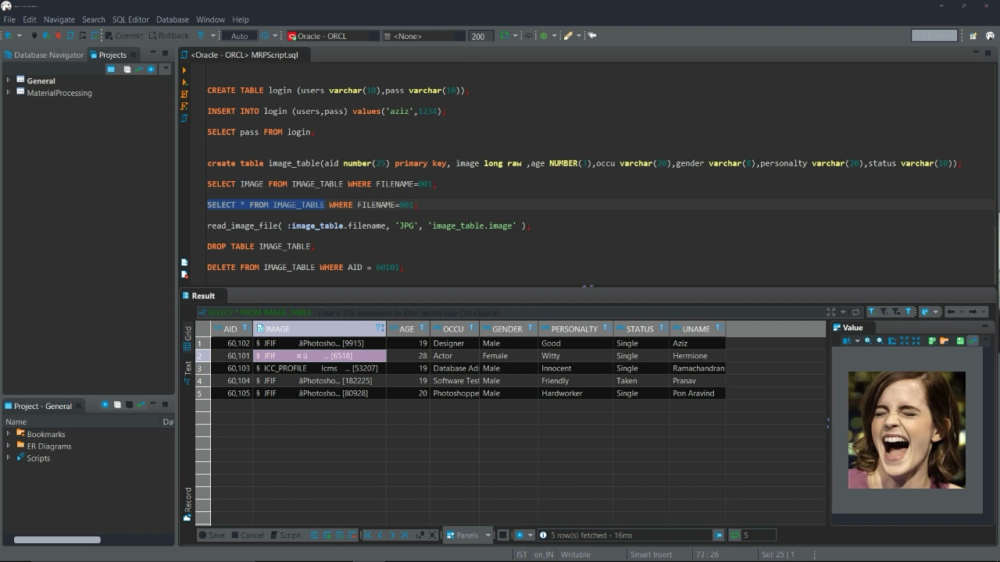 File Edit Navigate Search SQL Editor Database Window Help
Commit Rollback Auto Oracle - ORCL <None> 200
Database Navigator Projects
General
MaterialProcessing
<Oracle - ORCL> MRPScript.sql
CREATE TABLE login (users varchar(10),pass varchar(10));
INSERT INTO login (users,pass) values('aziz',1234);
SELECT pass FROM login;
create table image_table(aid number(25) primary key, image long raw ,age NUMBER(3),occu varchar(20),gender varchar(8),personalty varchar(20),status varchar(10));
SELECT IMAGE FROM IMAGE_TABLE WHERE FILENAME=001;
SELECT * FROM IMAGE_TABLE WHERE FILENAME=001;
read_image_file( :image_table.filename, 'JPG', 'image_table.image' );
DROP TABLE IMAGE_TABLE;
DELETE FROM IMAGE_TABLE WHERE AID = 60101;
Result
SELECT * FROM IMAGE_TABLE Enter a SQL expression to filter results (use Ctrl+Space)
Grid
Text
Record
AID IMAGE AGE OCCU GENDER PERSONALTY STATUS UNAME
1 60,102 § JFIF äPhotosho... [9915] 19 Designer Male Good Single Aziz
2 60,101 § JFIF ¤ ú ... [6518] 28 Actor Female Witty Single Hermione
3 60,103 § ICC_PROFILE lcms ... [53207] 19 Database Ad Male Innocent Single Ramachandran
4 60,104 § JFIF äPhotosho... [182225] 19 Software Test Male Friendly Taken Pranav
5 60,105 § JFIF äPhotosho... [80928] 20 Photoshoppe Male Hardworker Single Pon Aravind
Value
Project - General
Name Dat
Bookmarks
ER Diagrams
Scripts
Save Cancel Script Panels 5 row(s) fetched - 16ms 5
IST en_IN Writable Smart Insert 73 : 26 Sel: 25 | 1